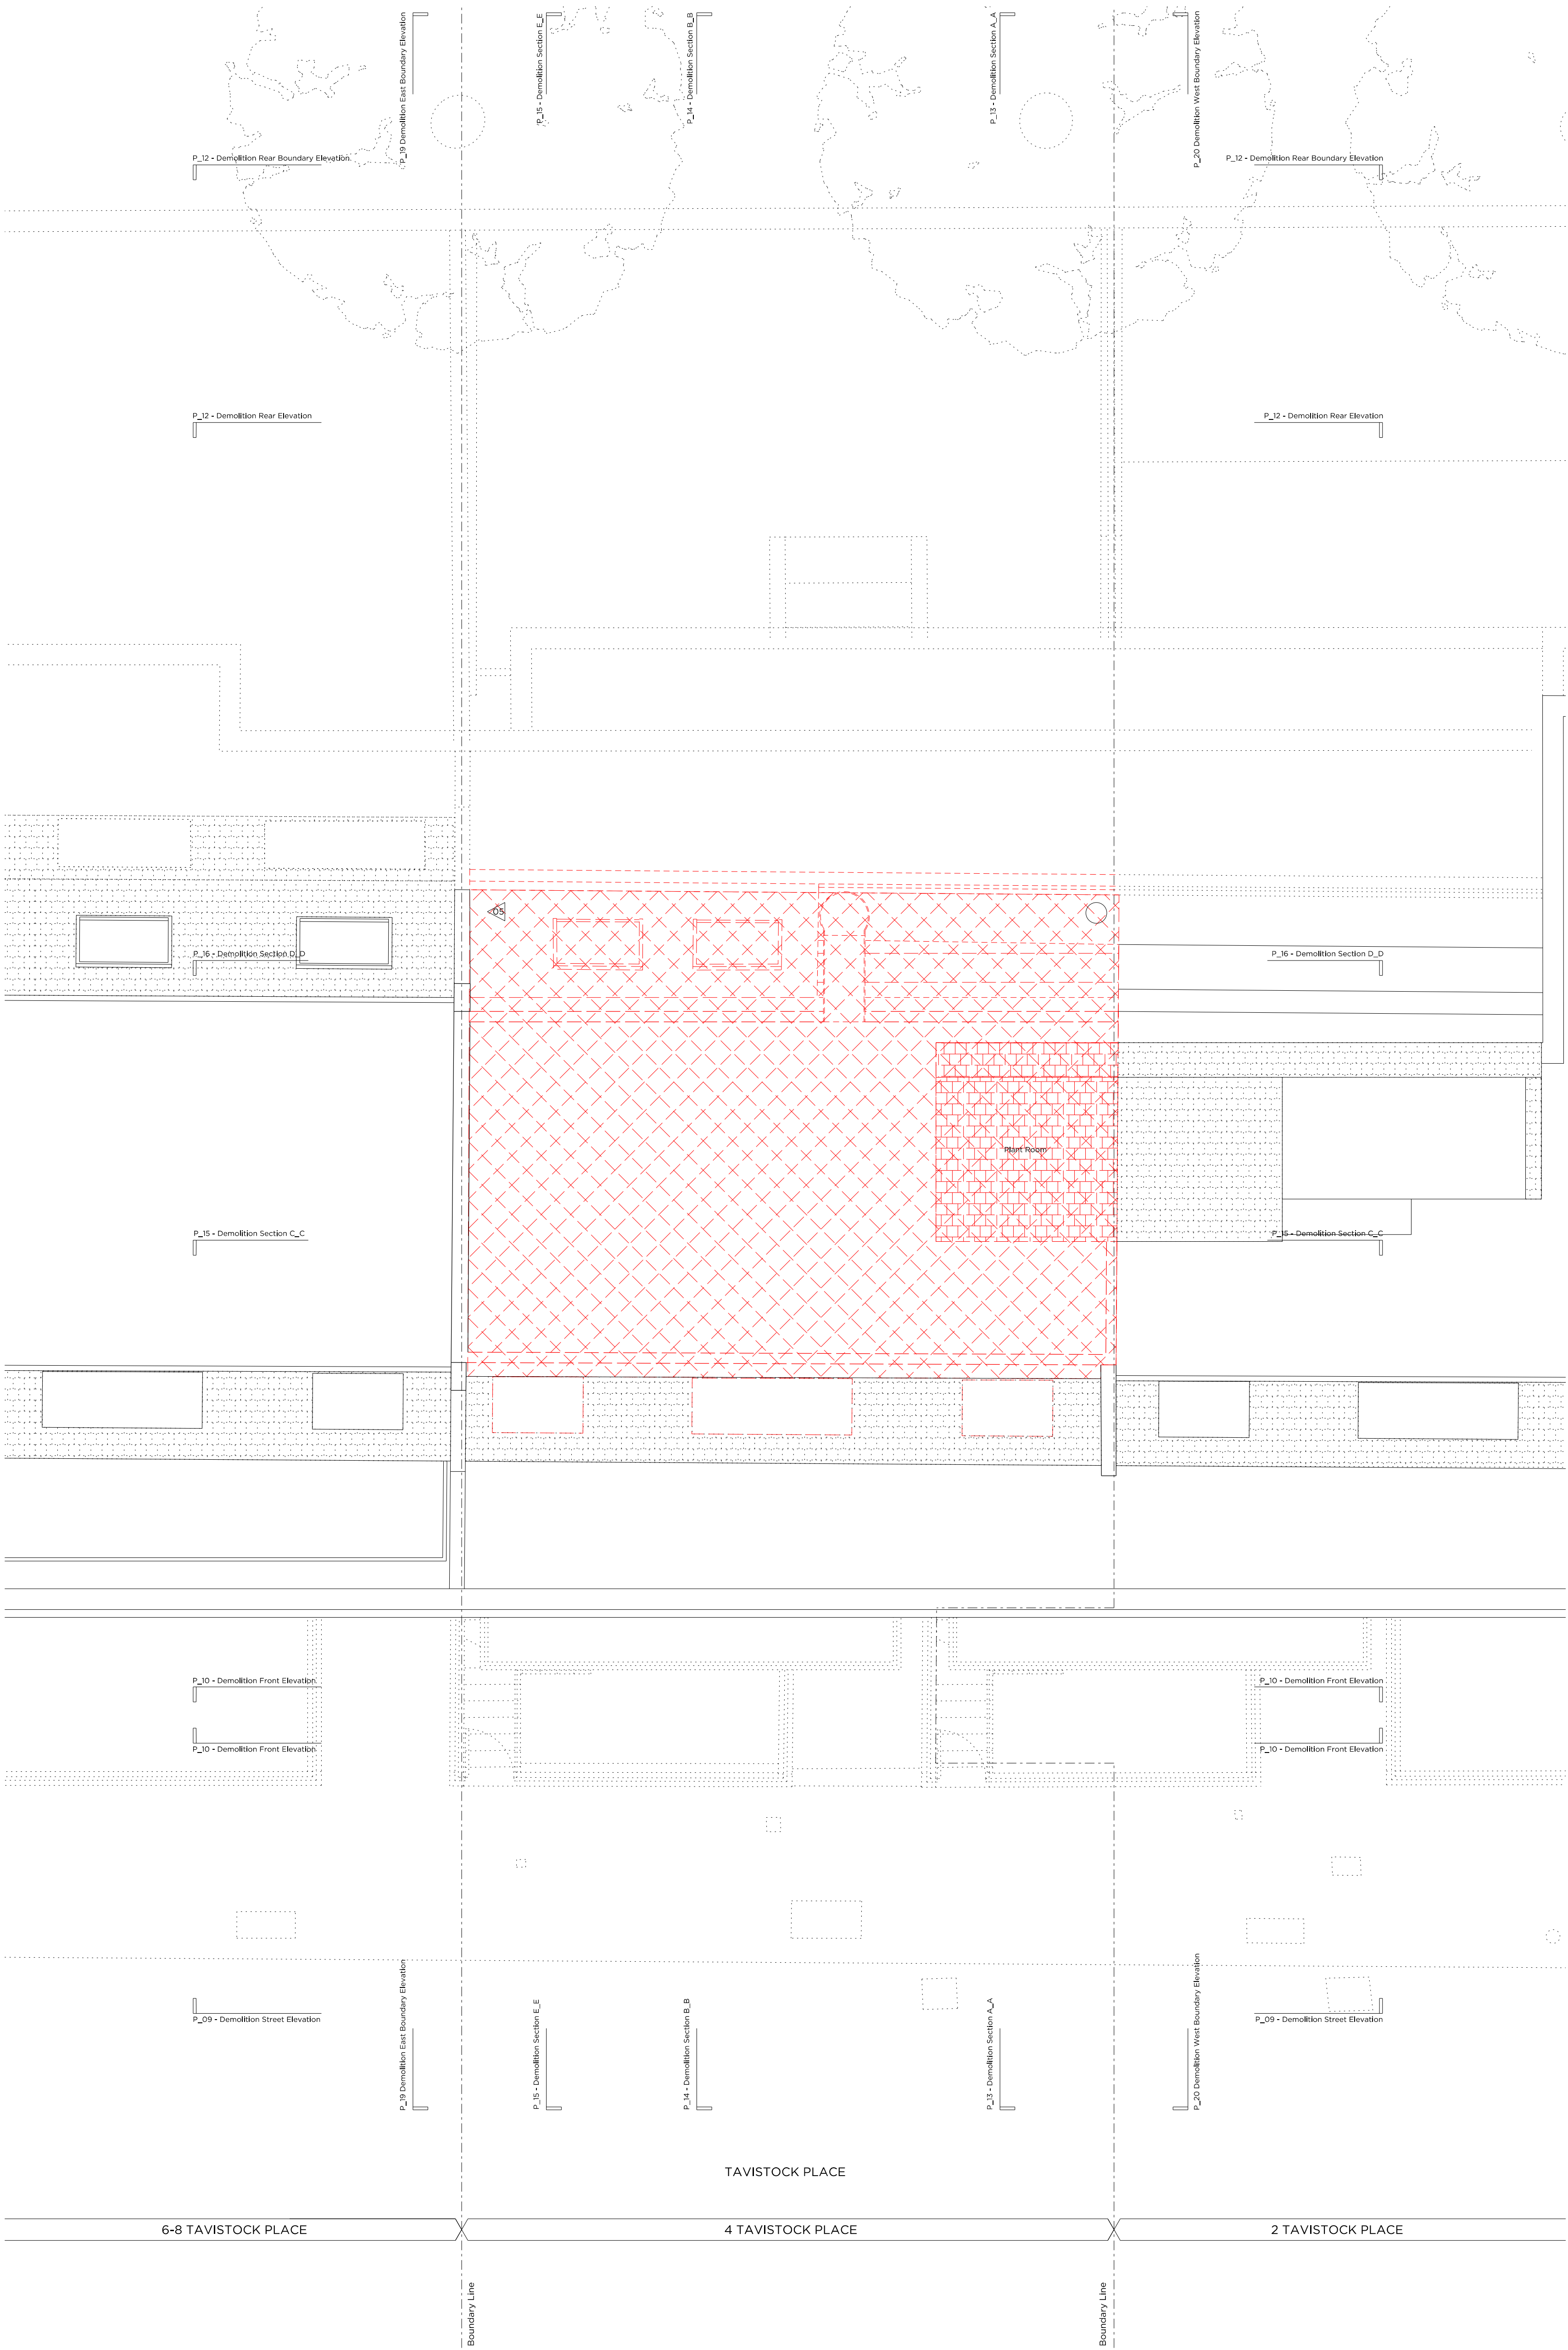 P_19 Demolition East Boundary Elevation
P_15 - Demolition Section E_E
P_14 - Demolition Section B_B
P_13 - Demolition Section A_A
P_20 Demolition West Boundary Elevation
P_12 - Demolition Rear Boundary Elevation
P_12 - Demolition Rear Boundary Elevation
P_12 - Demolition Rear Elevation
P_12 - Demolition Rear Elevation
05
P_16 - Demolition Section D_D
P_16 - Demolition Section D_D
Plant Room
P_15 - Demolition Section C_C
P_15 - Demolition Section C_C
P_10 - Demolition Front Elevation
P_10 - Demolition Front Elevation
P_10 - Demolition Front Elevation
P_10 - Demolition Front Elevation
P_09 - Demolition Street Elevation
P_09 - Demolition Street Elevation
P_19 Demolition East Boundary Elevation
P_15 - Demolition Section E_E
P_14 - Demolition Section B_B
P_13 - Demolition Section A_A
P_20 Demolition West Boundary Elevation
TAVISTOCK PLACE
6-8 TAVISTOCK PLACE
4 TAVISTOCK PLACE
2 TAVISTOCK PLACE
Boundary Line
Boundary Line